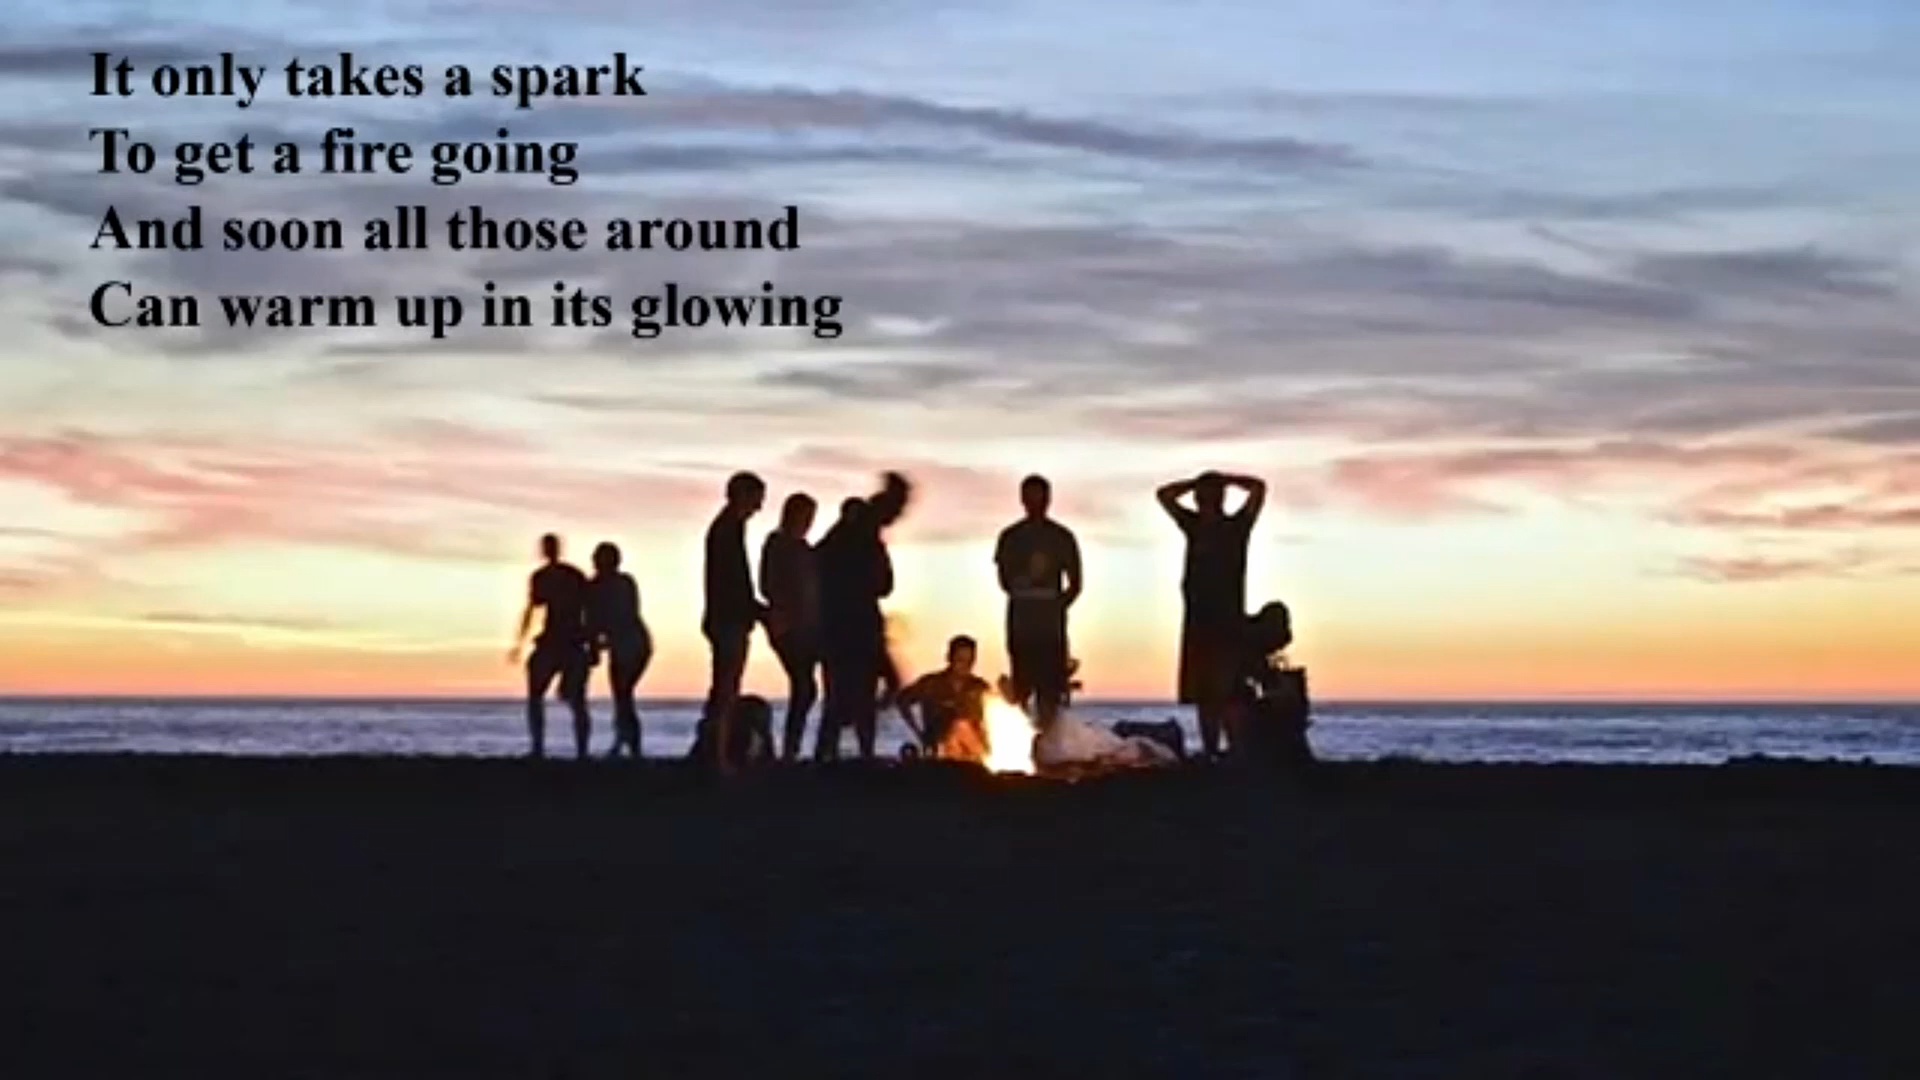 It only takes a spark
To get a fire going
And soon all those around
Can warm up in its glowing